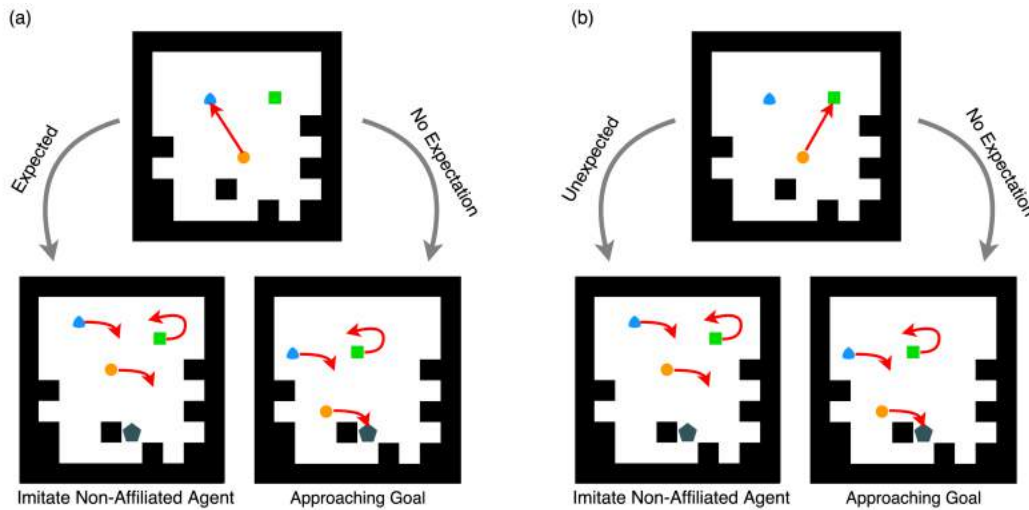 (a)
Expected
No Expectation
Imitate Non-Affiliated Agent
Approaching Goal
(b)
Unexpected
No Expectation
Imitate Non-Affiliated Agent
Approaching Goal